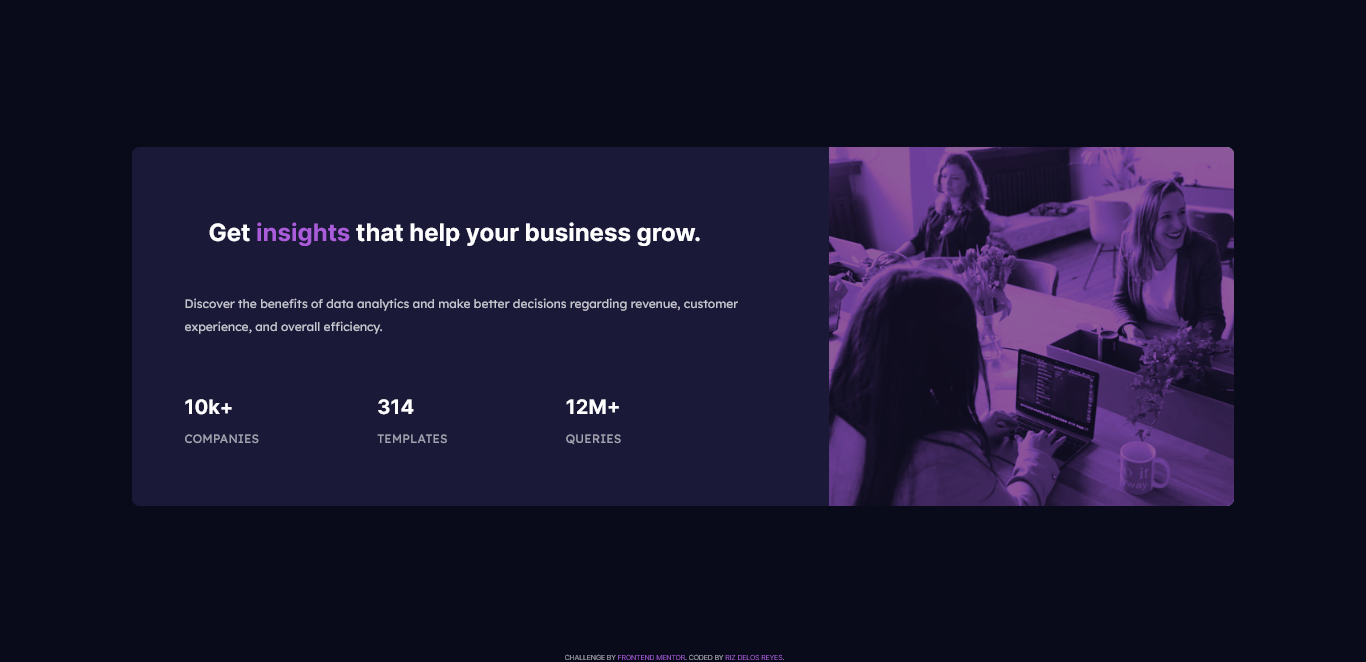 Get insights that help your business grow.
Discover the benefits of data analytics and make better decisions regarding revenue, customer
experience, and overall efficiency.
10k+ 314 12M+
COMPANIES TEMPLATES QUERIES
CHALLENGE BY FRONTEND MENTOR. CODED BY RIZ DELOS REYES.